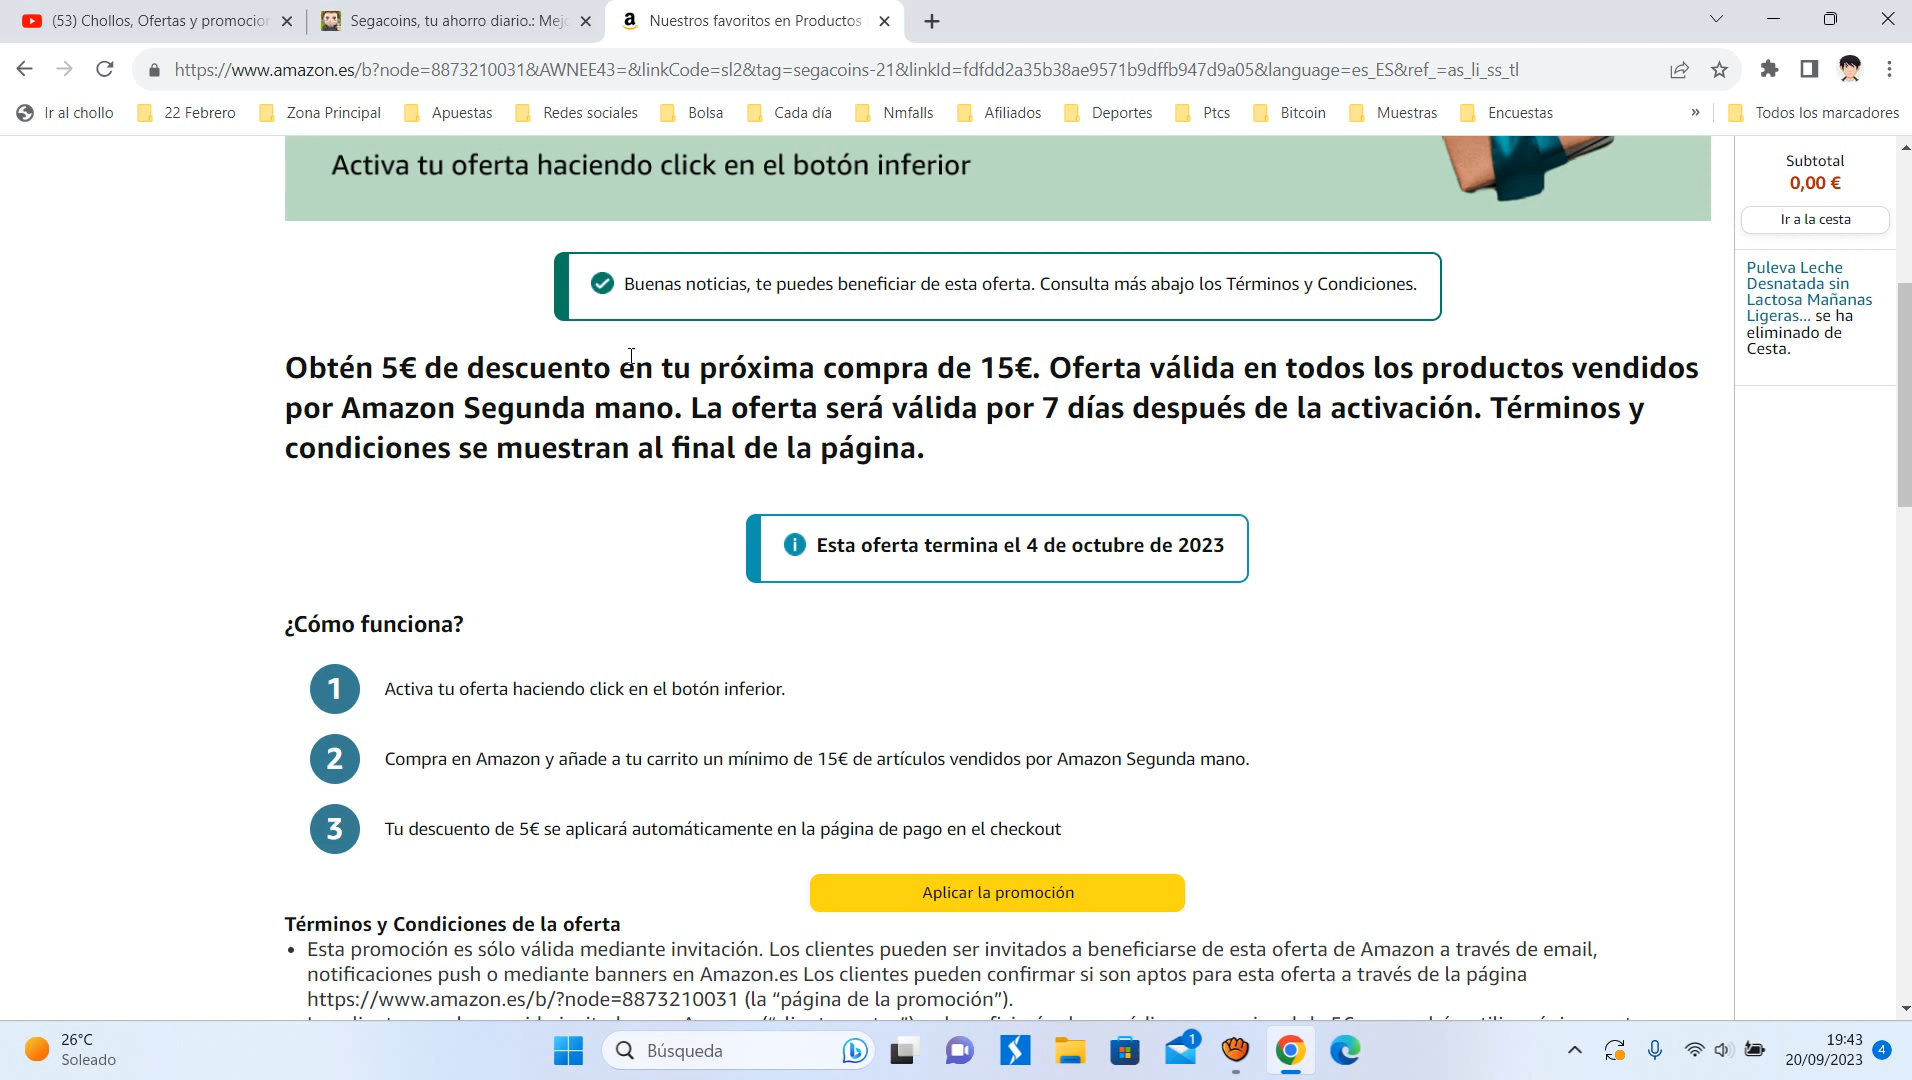 (53) Chollos, Ofertas y promocion
Segacoins, tu ahorro diario.: Mejo
Nuestros favoritos en Productos
https://www.amazon.es/b?node=8873210031&AWNEE43=&linkCode=sl2&tag=segacoins-21&linkId=fdfdd2a35b38ae9571b9dffb947d9a05&language=es_ES&ref_=as_li_ss_tl
Ir al chollo
22 Febrero
Zona Principal
Apuestas
Redes sociales
Bolsa
Cada día
Nmfalls
Afiliados
Deportes
Ptcs
Bitcoin
Muestras
Encuestas
»
Todos los marcadores
Activa tu oferta haciendo click en el botón inferior
Subtotal
0,00 €
Ir a la cesta
Puleva Leche
Desnatada sin
Lactosa Mañanas
Ligeras... se ha
eliminado de
Cesta.
Buenas noticias, te puedes beneficiar de esta oferta. Consulta más abajo los Términos y Condiciones.
Obtén 5€ de descuento en tu próxima compra de 15€. Oferta válida en todos los productos vendidos
por Amazon Segunda mano. La oferta será válida por 7 días después de la activación. Términos y
condiciones se muestran al final de la página.
Esta oferta termina el 4 de octubre de 2023
¿Cómo funciona?
1 Activa tu oferta haciendo click en el botón inferior.
2 Compra en Amazon y añade a tu carrito un mínimo de 15€ de artículos vendidos por Amazon Segunda mano.
3 Tu descuento de 5€ se aplicará automáticamente en la página de pago en el checkout
Aplicar la promoción
Términos y Condiciones de la oferta
• Esta promoción es sólo válida mediante invitación. Los clientes pueden ser invitados a beneficiarse de esta oferta de Amazon a través de email,
notificaciones push o mediante banners en Amazon.es Los clientes pueden confirmar si son aptos para esta oferta a través de la página
https://www.amazon.es/b/?node=8873210031 (la “página de la promoción”).
26°C
Soleado
Búsqueda
1
19:43
20/09/2023
4